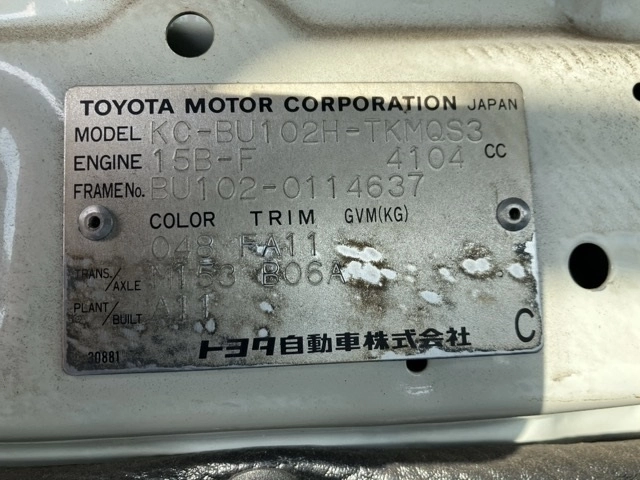 TOYOTA MOTOR CORPORATION JAPAN
MODEL KC-BU102H-TKMQS3
ENGINE 15B-F 4104 CC
FRAME No. BU102-0114637
COLOR TRIM GVM(KG)
048 FA11
TRANS./AXLE M153 B06A
PLANT/BUILT A11
30881
トヨタ自動車株式会社 C